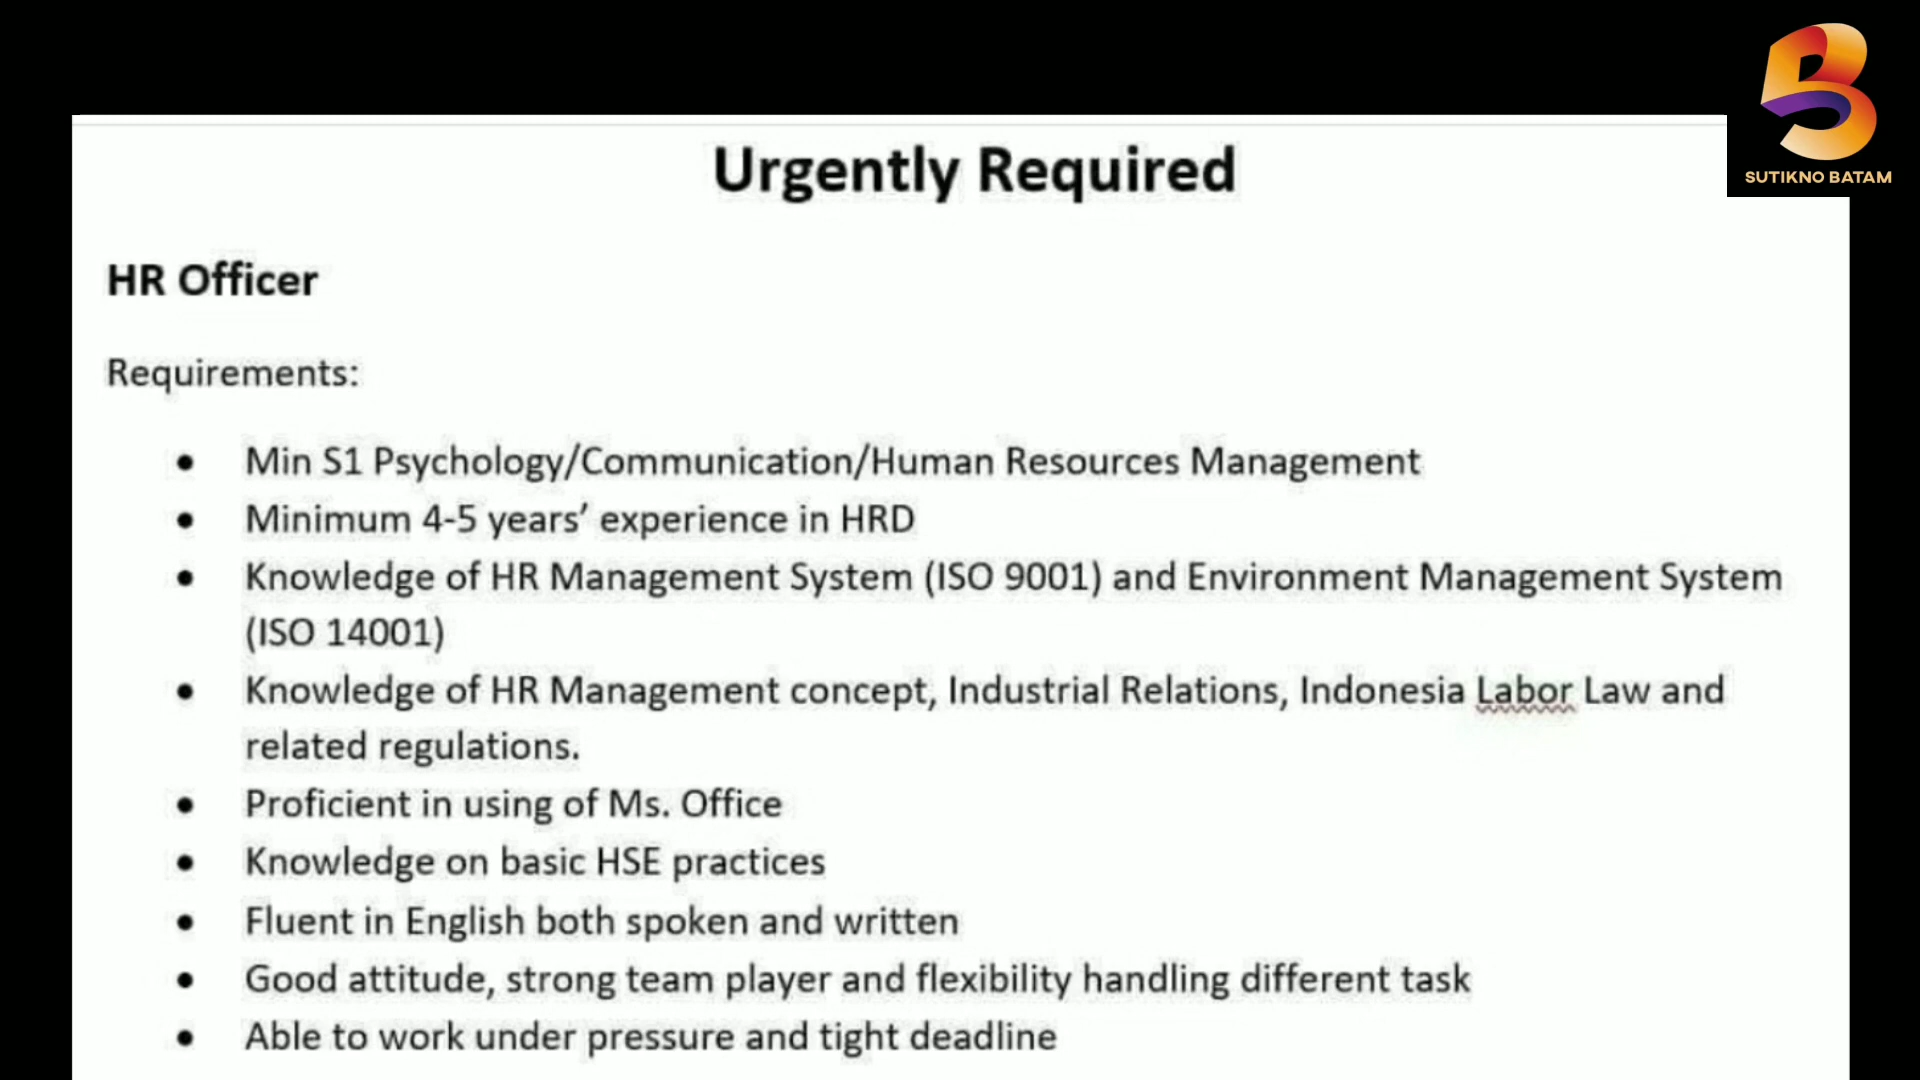 SUTIKNO BATAM
Urgently Required
HR Officer
Requirements:
• Min S1 Psychology/Communication/Human Resources Management
• Minimum 4-5 years’ experience in HRD
• Knowledge of HR Management System (ISO 9001) and Environment Management System
(ISO 14001)
• Knowledge of HR Management concept, Industrial Relations, Indonesia Labor Law and
related regulations.
• Proficient in using of Ms. Office
• Knowledge on basic HSE practices
• Fluent in English both spoken and written
• Good attitude, strong team player and flexibility handling different task
• Able to work under pressure and tight deadline